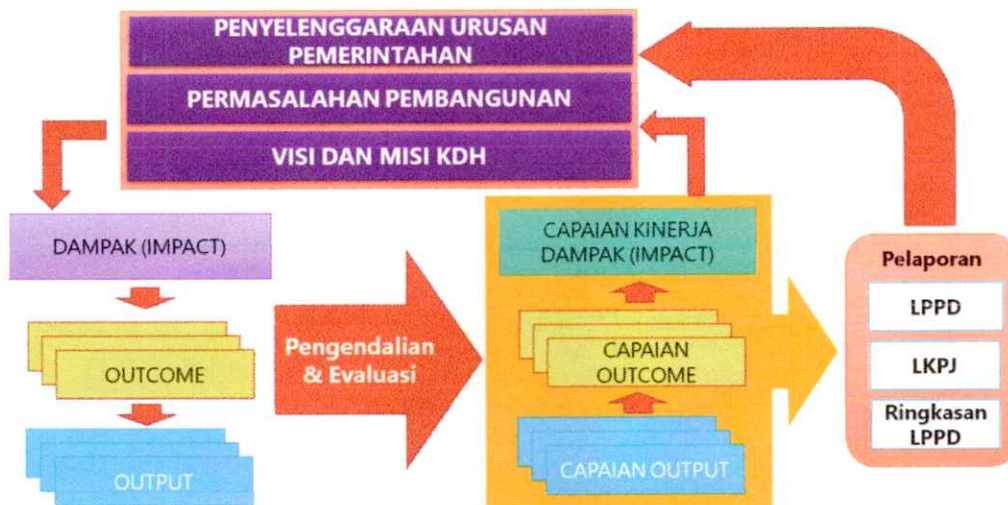 PENYELENGGARAAN URUSAN
PEMERINTAHAN
PERMASALAHAN PEMBANGUNAN
VISI DAN MISI KDH
DAMPAK (IMPACT)
OUTCOME
OUTPUT
Pengendalian
& Evaluasi
CAPAIAN KINERJA
DAMPAK (IMPACT)
CAPAIAN
OUTCOME
CAPAIAN OUTPUT
Pelaporan
LPPD
LKPJ
Ringkasan
LPPD